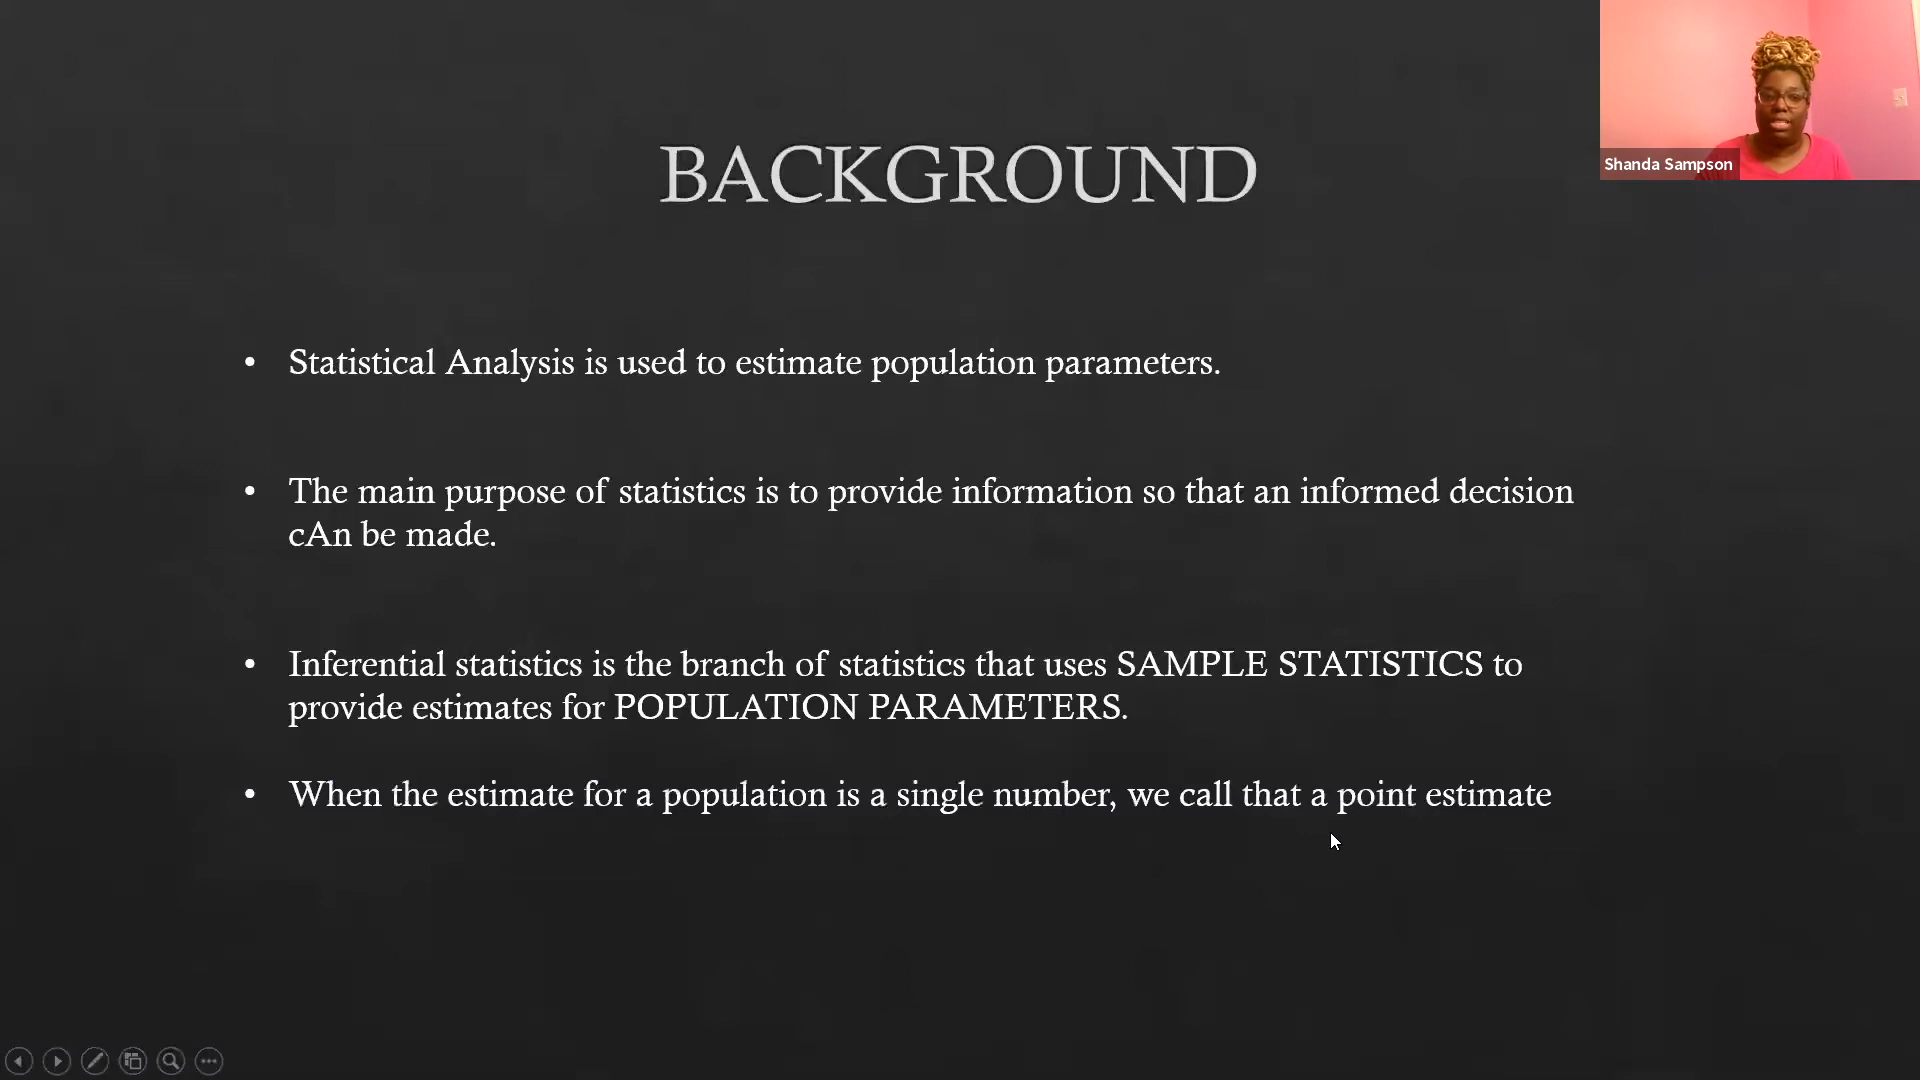 Shanda Sampson
BACKGROUND
• Statistical Analysis is used to estimate population parameters.
• The main purpose of statistics is to provide information so that an informed decision
cAn be made.
• Inferential statistics is the branch of statistics that uses SAMPLE STATISTICS to
provide estimates for POPULATION PARAMETERS.
• When the estimate for a population is a single number, we call that a point estimate